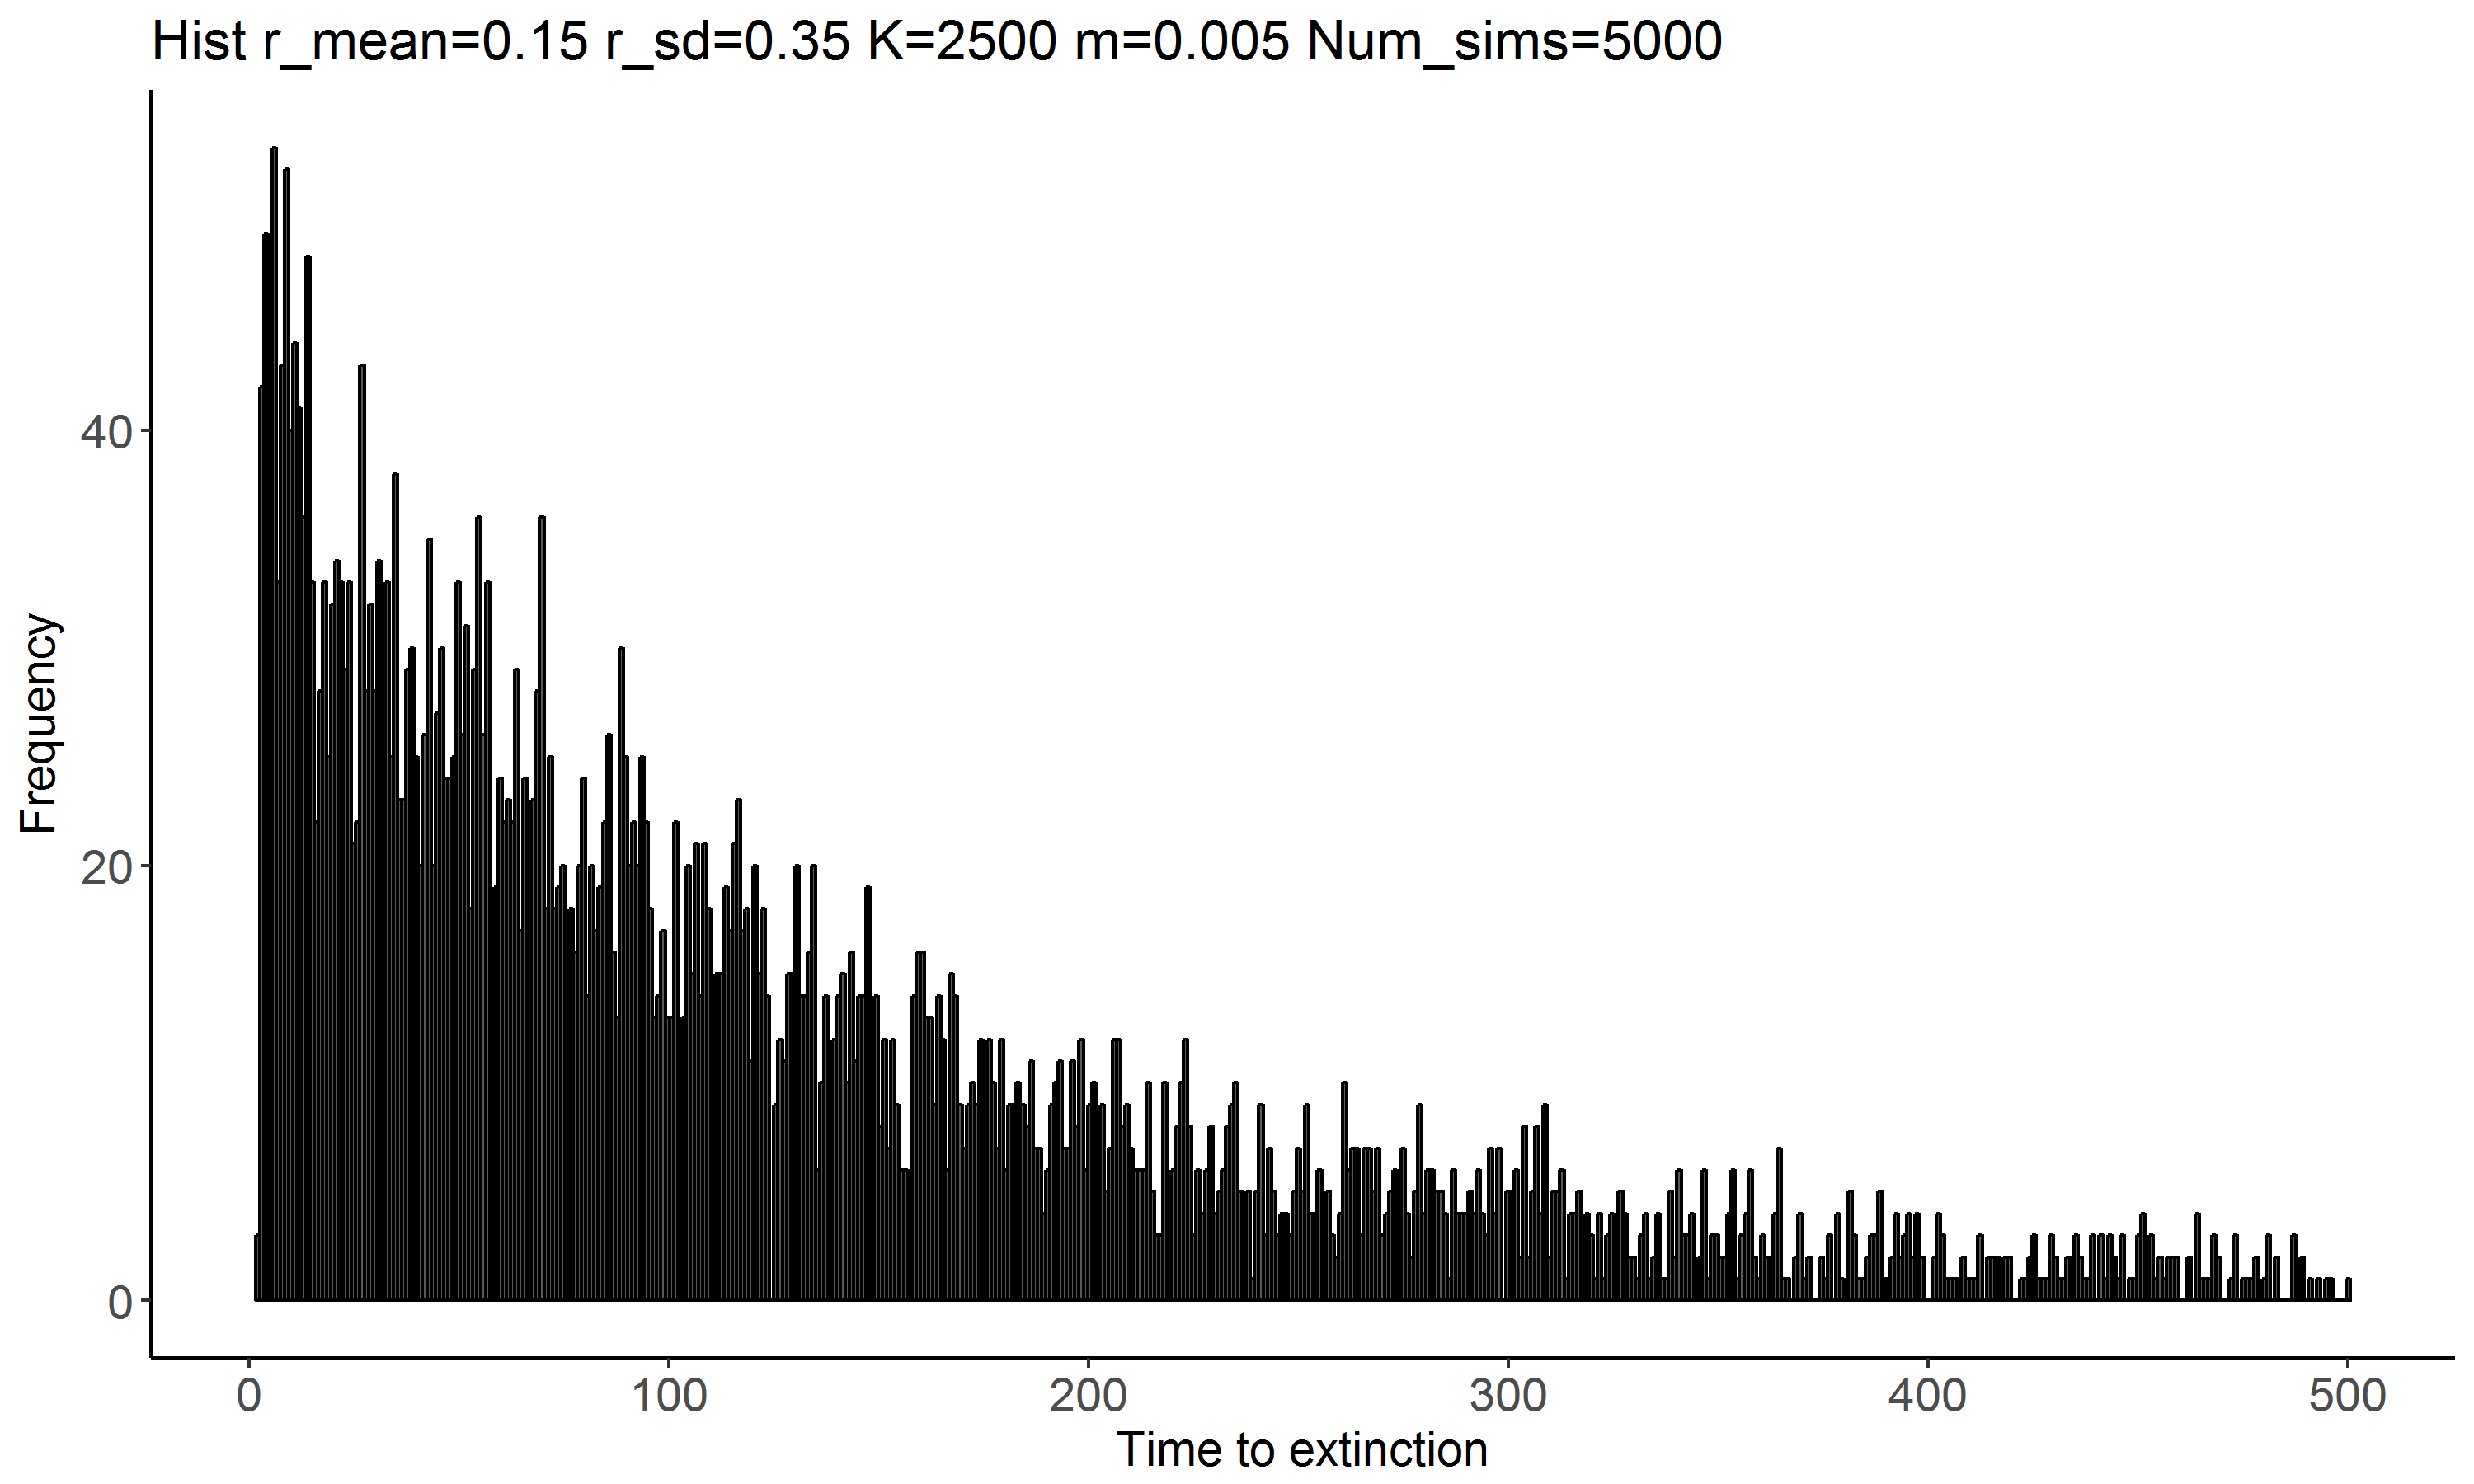 Hist r_mean=0.15 r_sd=0.35 K=2500 m=0.005 Num_sims=5000
Frequency
40
20
0
0 100 200 300 400 500
Time to extinction